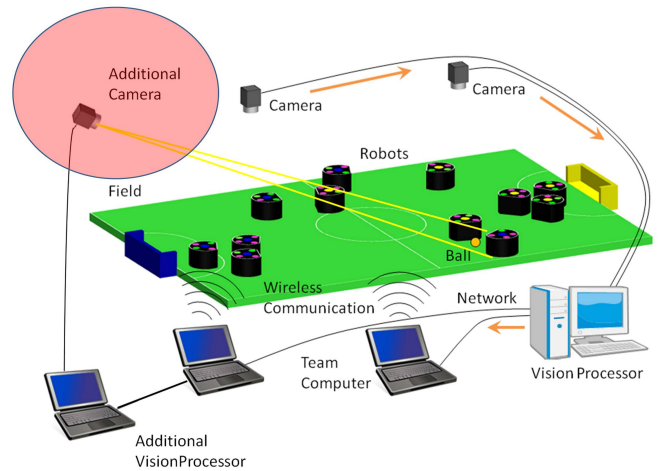 Additional
Camera
Camera
Camera
Robots
Field
Ball
Wireless
Communication
Network
Team
Computer
Vision Processor
Additional
VisionProcessor